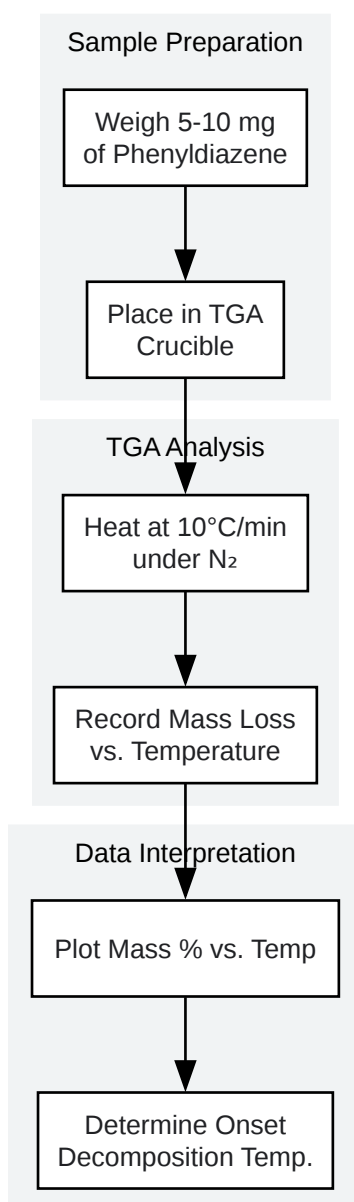 Sample Preparation
Weigh 5-10 mg
of Phenyldiazene
Place in TGA
Crucible
TGA Analysis
Heat at 10°C/min
under N₂
Record Mass Loss
vs. Temperature
Data Interpretation
Plot Mass % vs. Temp
Determine Onset
Decomposition Temp.